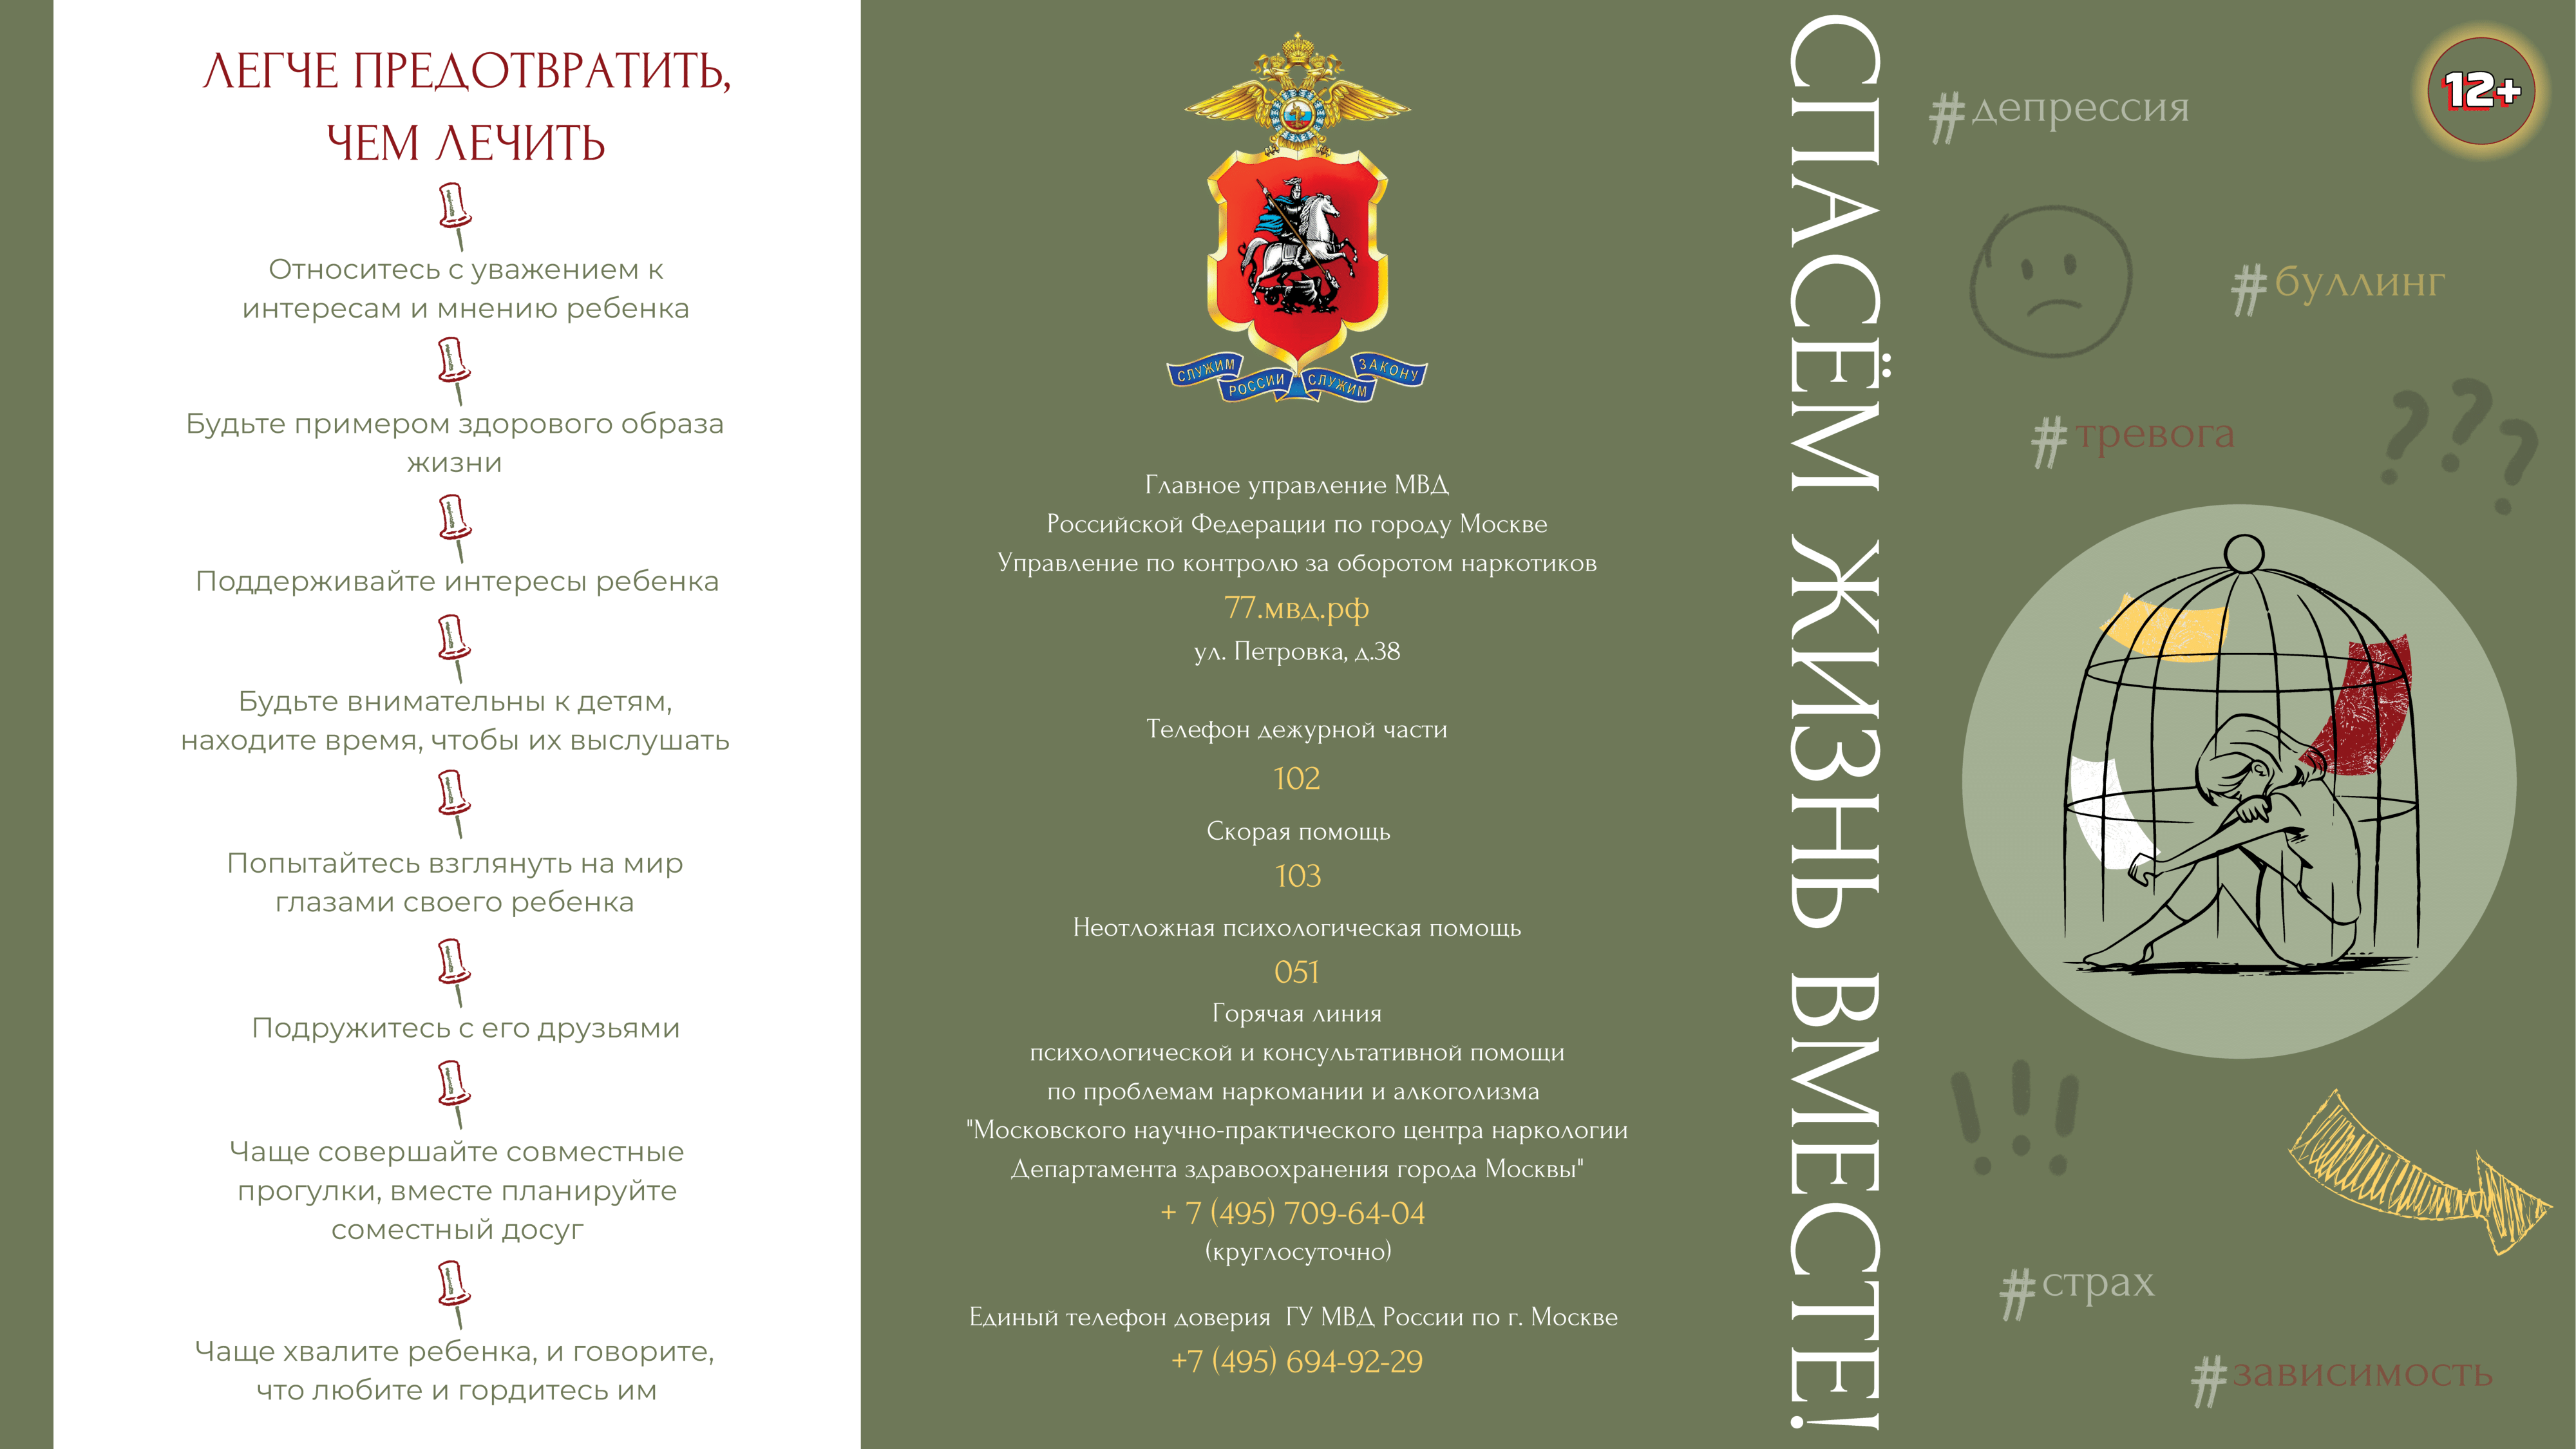 ЛЕГЧЕ ПРЕДОТВРАТИТЬ,
ЧЕМ ЛЕЧИТЬ
Относитесь с уважением к
интересам и мнению ребенка
Будьте примером здорового образа
жизни
Поддерживайте интересы ребенка
Будьте внимательны к детям,
находите время, чтобы их выслушать
Попытайтесь взглянуть на мир
глазами своего ребенка
Подружитесь с его друзьями
Чаще совершайте совместные
прогулки, вместе планируйте
соместный досуг
Чаще хвалите ребенка, и говорите,
что любите и гордитесь им
СЛУЖИМ РОССИИ СЛУЖИМ ЗАКОНУ
Главное управление МВД
Российской Федерации по городу Москве
Управление по контролю за оборотом наркотиков
77.мвд.рф
ул. Петровка, д.38
Телефон дежурной части
102
Скорая помощь
103
Неотложная психологическая помощь
051
Горячая линия
психологической и консультативной помощи
по проблемам наркомании и алкоголизма
"Московского научно-практического центра наркологии
Департамента здравоохранения города Москвы"
+ 7 (495) 709-64-04
(круглосуточно)
Единый телефон доверия ГУ МВД России по г. Москве
+7 (495) 694-92-29
СПАСЁМ ЖИЗНЬ ВМЕСТЕ!
12+
#депрессия
#буллинг
#тревога
???
!!!
#страх
#зависимость